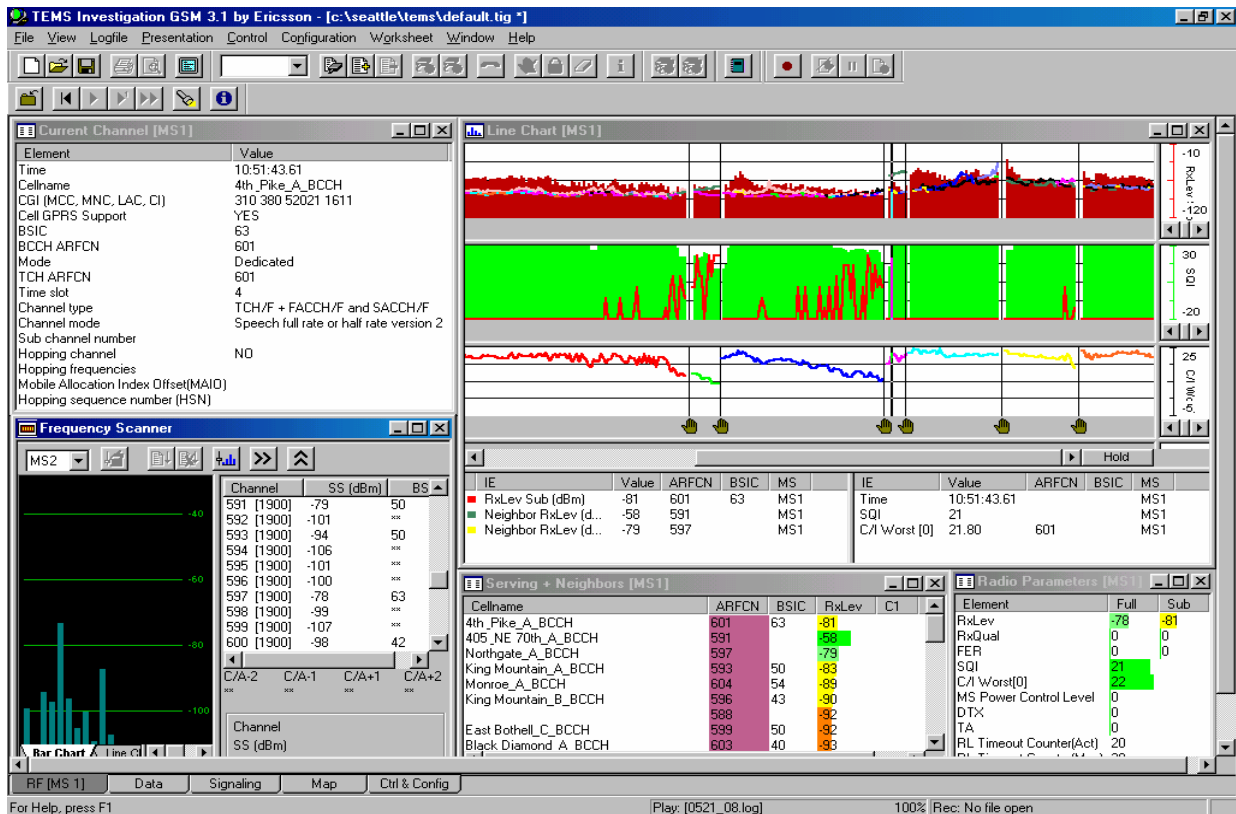 TEMS Investigation GSM 3.1 by Ericsson - [c:\seattle\tems\default.tig *]
File View Logfile Presentation Control Configuration Worksheet Window Help
Current Channel [MS1]
Element Value
Time 10:51:43.61
Cellname 4th_Pike_A_BCCH
CGI (MCC, MNC, LAC, CI) 310 380 52021 1611
Cell GPRS Support YES
BSIC 63
BCCH ARFCN 601
Mode Dedicated
TCH ARFCN 601
Time slot 4
Channel type TCH/F + FACCH/F and SACCH/F
Channel mode Speech full rate or half rate version 2
Sub channel number
Hopping channel NO
Hopping frequencies
Mobile Allocation Index Offset(MAIO)
Hopping sequence number (HSN)
Line Chart [MS1]
-10
RxLev
-120
30
SQI
-20
25
C/I Wc
-5
Hold
IE Value ARFCN BSIC MS
RxLev Sub (dBm) -81 601 63 MS1
Neighbor RxLev (d... -58 591 MS1
Neighbor RxLev (d... -79 597 MS1
IE Value ARFCN BSIC MS
Time 10:51:43.61 MS1
SQI 21 MS1
C/I Worst [0] 21.80 601 MS1
Frequency Scanner
MS2
-40
-60
-80
-100
Bar Chart Line C
Channel SS (dBm) BS
591 [1900] -79 50
592 [1900] -101 **
593 [1900] -94 50
594 [1900] -106 **
595 [1900] -101 **
596 [1900] -100 **
597 [1900] -78 63
598 [1900] -99 **
599 [1900] -107 **
600 [1900] -98 42
C/A-2 C/A-1 C/A+1 C/A+2
** ** ** **
Channel
SS (dBm)
Serving + Neighbors [MS1]
Cellname ARFCN BSIC RxLev C1
4th_Pike_A_BCCH 601 63 -81
405_NE 70th_A_BCCH 591 -58
Northgate_A_BCCH 597 -79
King Mountain_A_BCCH 593 50 -83
Monroe_A_BCCH 604 54 -89
King Mountain_B_BCCH 596 43 -90
588 -92
East Bothell_C_BCCH 599 50 -92
Black Diamond_A_BCCH 603 40 -93
Radio Parameters [MS1]
Element Full Sub
RxLev -78 -81
RxQual 0 0
FER 0 0
SQI 21
C/I Worst[0] 22
MS Power Control Level 0
DTX 0
TA 0
RL Timeout Counter(Act) 20
RF [MS 1] Data Signaling Map Ctrl & Config
For Help, press F1 Play: [0521_08.log] 100% Rec: No file open